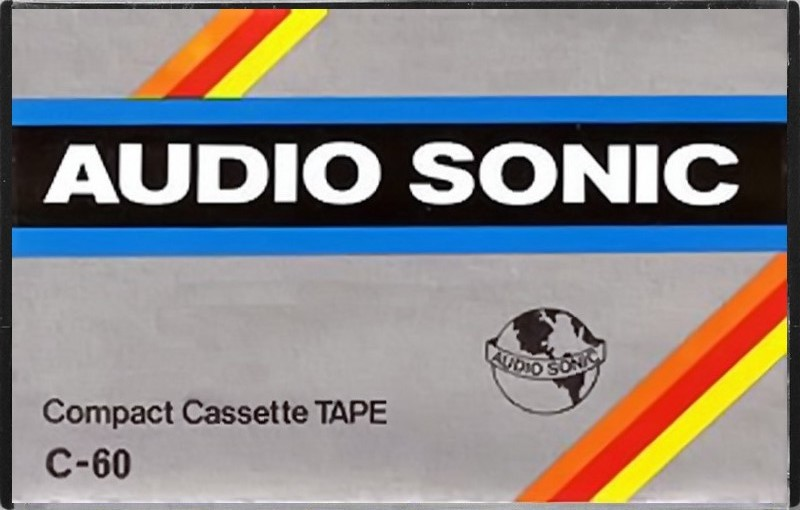 AUDIO SONIC
AUDIO SONIC
Compact Cassette TAPE
C-60